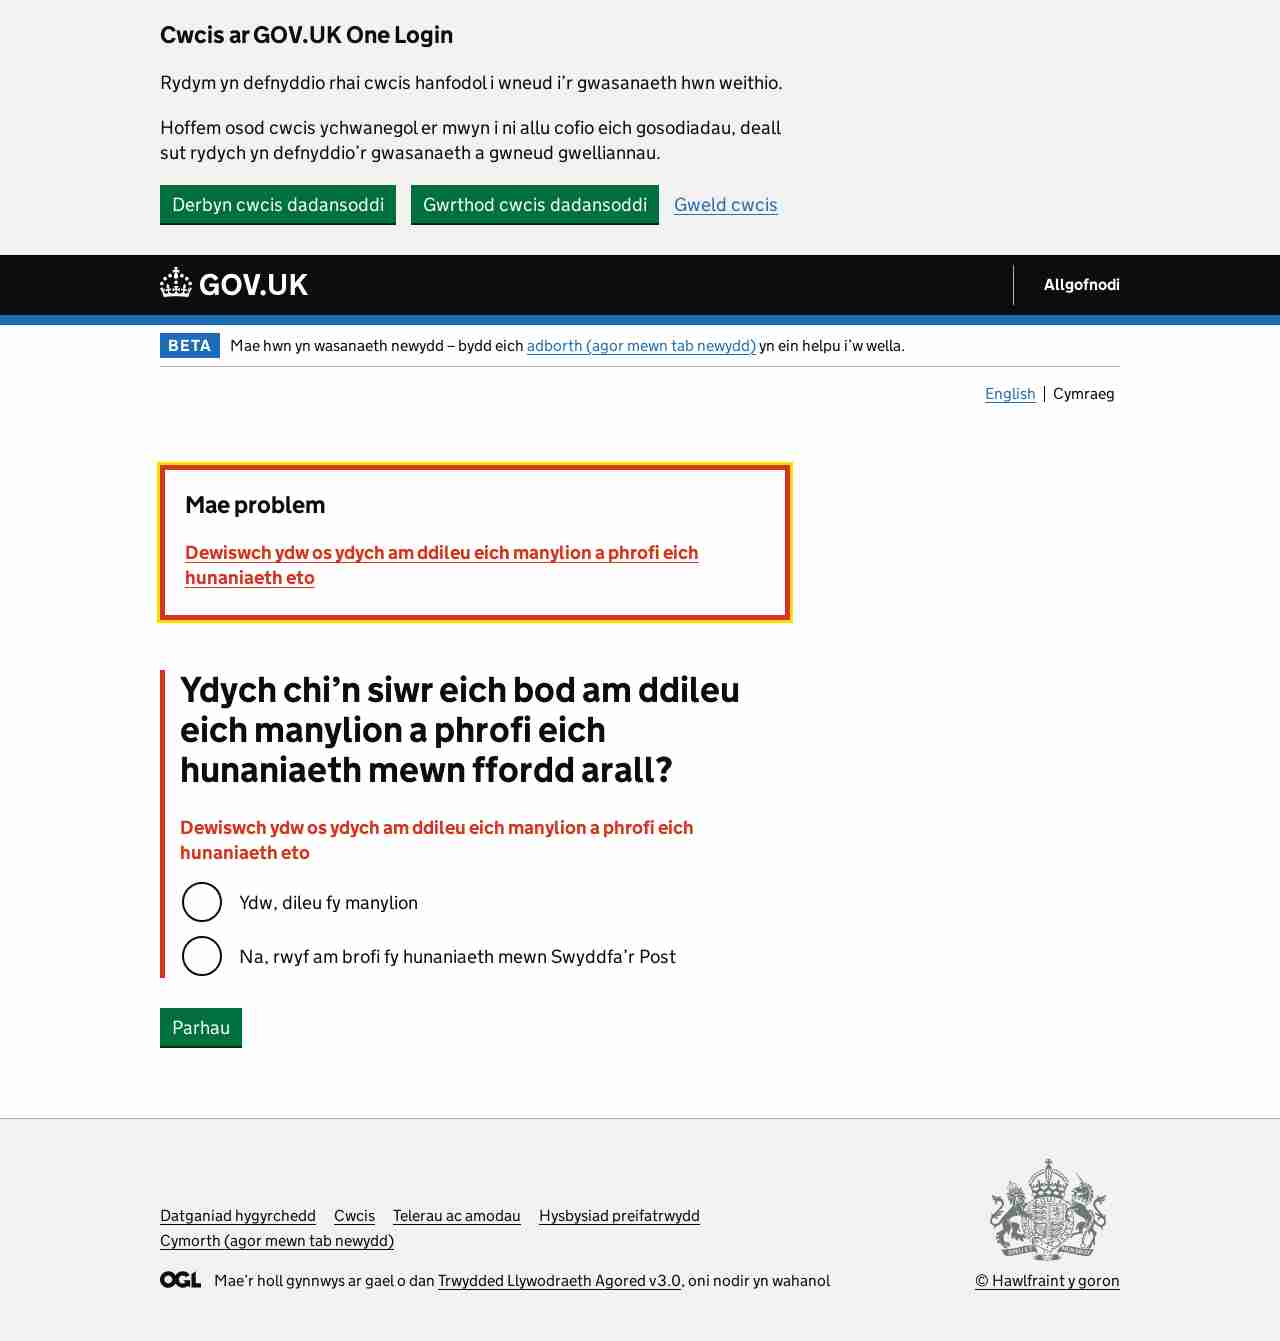 Cwcis ar GOV.UK One Login
Rydym yn defnyddio rhai cwcis hanfodol i wneud i’r gwasanaeth hwn weithio.
Hoffem osod cwcis ychwanegol er mwyn i ni allu cofio eich gosodiadau, deall
sut rydych yn defnyddio’r gwasanaeth a gwneud gwelliannau.
Derbyn cwcis dadansoddi Gwrthod cwcis dadansoddi Gweld cwcis
GOV.UK Allgofnodi
BETA Mae hwn yn wasanaeth newydd – bydd eich adborth (agor mewn tab newydd) yn ein helpu i’w wella.
English Cymraeg
Mae problem
Dewiswch ydw os ydych am ddileu eich manylion a phrofi eich
hunaniaeth eto
Ydych chi’n siwr eich bod am ddileu
eich manylion a phrofi eich
hunaniaeth mewn ffordd arall?
Dewiswch ydw os ydych am ddileu eich manylion a phrofi eich
hunaniaeth eto
Ydw, dileu fy manylion
Na, rwyf am brofi fy hunaniaeth mewn Swyddfa’r Post
Parhau
Datganiad hygyrchedd Cwcis Telerau ac amodau Hysbysiad preifatrwydd
Cymorth (agor mewn tab newydd)
OGL Mae’r holl gynnwys ar gael o dan Trwydded Llywodraeth Agored v3.0, oni nodir yn wahanol
© Hawlfraint y goron